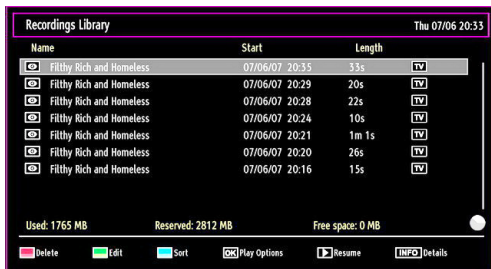 Recordings Library Thu 07/06 20:33
Name Start Length
Filthy Rich and Homeless 07/06/07 20:35 33s TV
Filthy Rich and Homeless 07/06/07 20:29 20s TV
Filthy Rich and Homeless 07/06/07 20:28 22s TV
Filthy Rich and Homeless 07/06/07 20:24 10s TV
Filthy Rich and Homeless 07/06/07 20:21 1m 1s TV
Filthy Rich and Homeless 07/06/07 20:20 26s TV
Filthy Rich and Homeless 07/06/07 20:16 15s TV
Used: 1765 MB Reserved: 2812 MB Free space: 0 MB
Delete Edit Sort OK Play Options Resume INFO Details